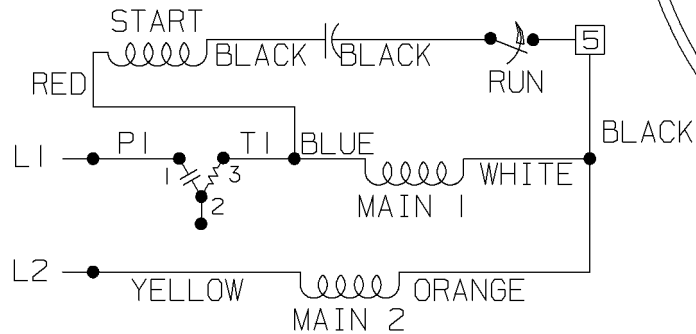 START
BLACK BLACK
5
RED
RUN
BLACK
L1 P1 T1 BLUE
1 3
WHITE
2
MAIN 1
L2
YELLOW ORANGE
MAIN 2